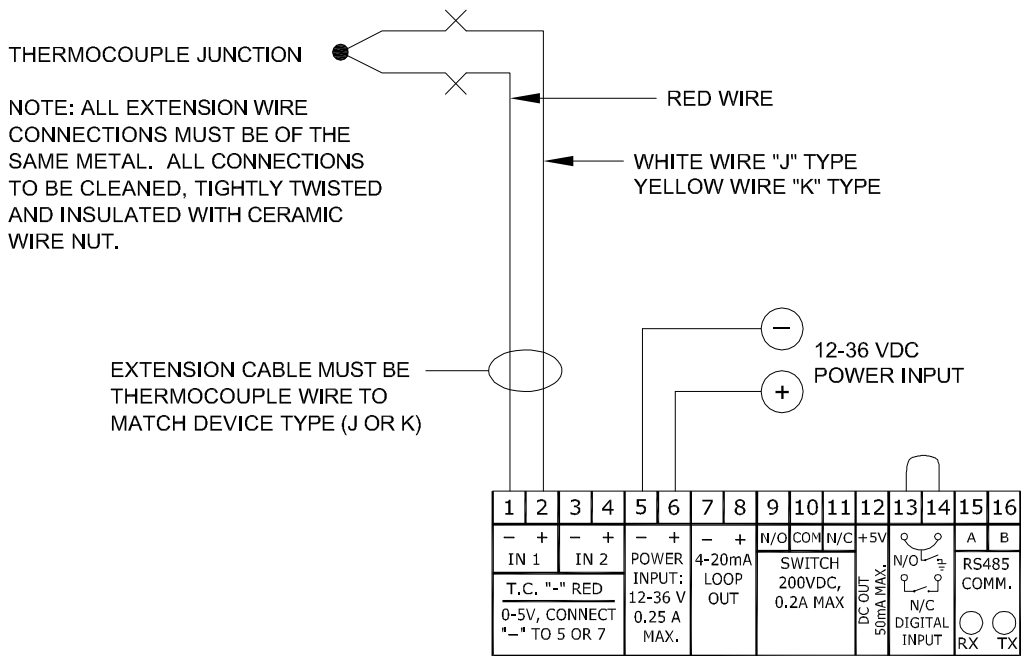 THERMOCOUPLE JUNCTION
NOTE: ALL EXTENSION WIRE
CONNECTIONS MUST BE OF THE
SAME METAL. ALL CONNECTIONS
TO BE CLEANED, TIGHTLY TWISTED
AND INSULATED WITH CERAMIC
WIRE NUT.
RED WIRE
WHITE WIRE "J" TYPE
YELLOW WIRE "K" TYPE
EXTENSION CABLE MUST BE
THERMOCOUPLE WIRE TO
MATCH DEVICE TYPE (J OR K)
−
+
12-36 VDC
POWER INPUT
1 2 3 4 5 6 7 8 9 10 11 12 13 14 15 16
− +
IN 1
− +
IN 2
T.C. "-" RED
0-5V, CONNECT
"−" TO 5 OR 7
− +
POWER
INPUT:
12-36 V
0.25 A
MAX.
− +
4-20mA
LOOP
OUT
N/O COM N/C
SWITCH
200VDC,
0.2A MAX
+5V
DC OUT
50mA MAX.
N/O
N/C
DIGITAL
INPUT
A B
RS485
COMM.
RX TX